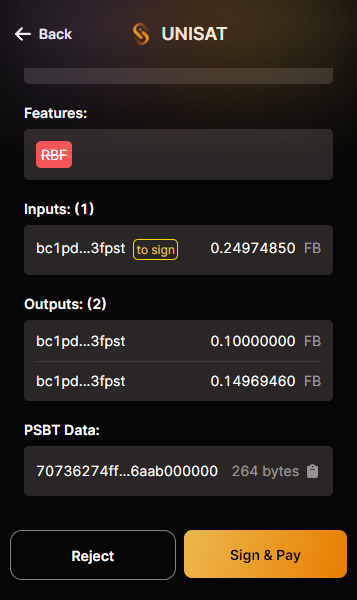 Back
UNISAT
Features:
RBF
Inputs: (1)
bc1pd...3fpst to sign 0.24974850 FB
Outputs: (2)
bc1pd...3fpst 0.10000000 FB
bc1pd...3fpst 0.14969460 FB
PSBT Data:
70736274ff...6aab000000 264 bytes
Reject
Sign & Pay